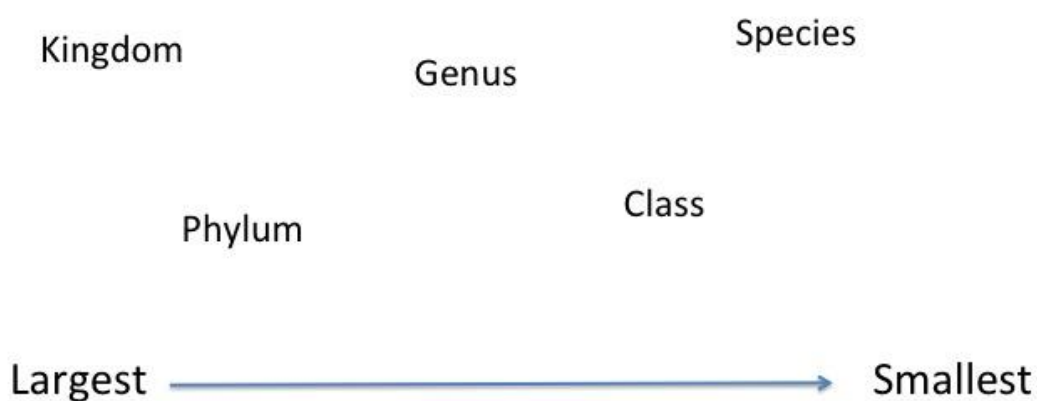 Kingdom
Genus
Species
Phylum
Class
Largest
Smallest